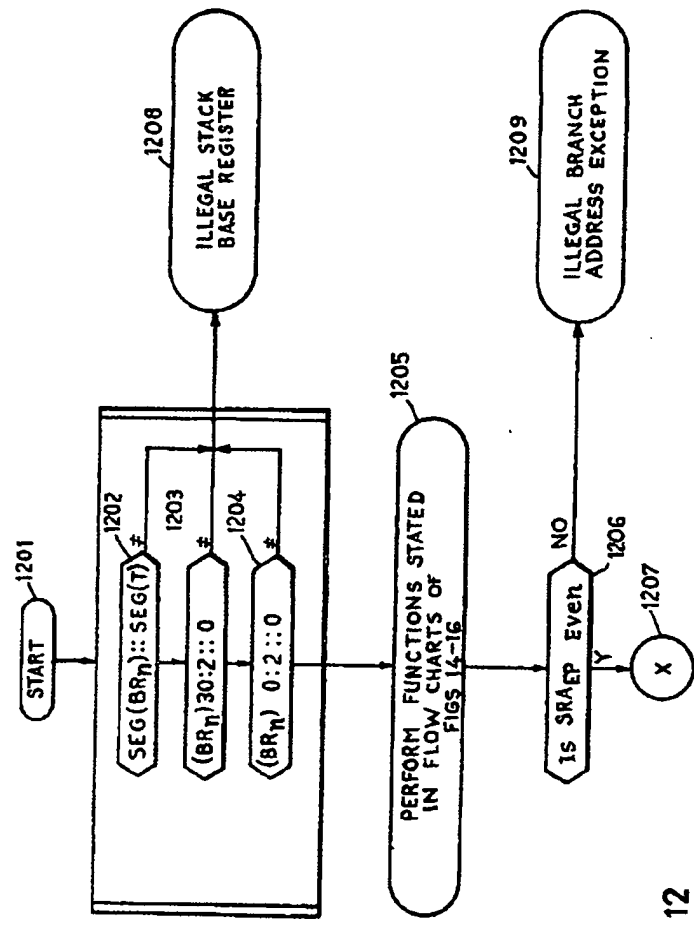 1201
START
1202
SEG(BRη)::SEG(T)
≠
1203
(BRη)30:2::0
≠
1204
(BRη) 0:2::0
≠
1208
ILLEGAL STACK
BASE REGISTER
1205
PERFORM FUNCTIONS STATED
IN FLOW CHARTS OF
FIGS 14-16
Is SRAEP Even
NO
1206
Y
1207
X
1209
ILLEGAL BRANCH
ADDRESS EXCEPTION
12